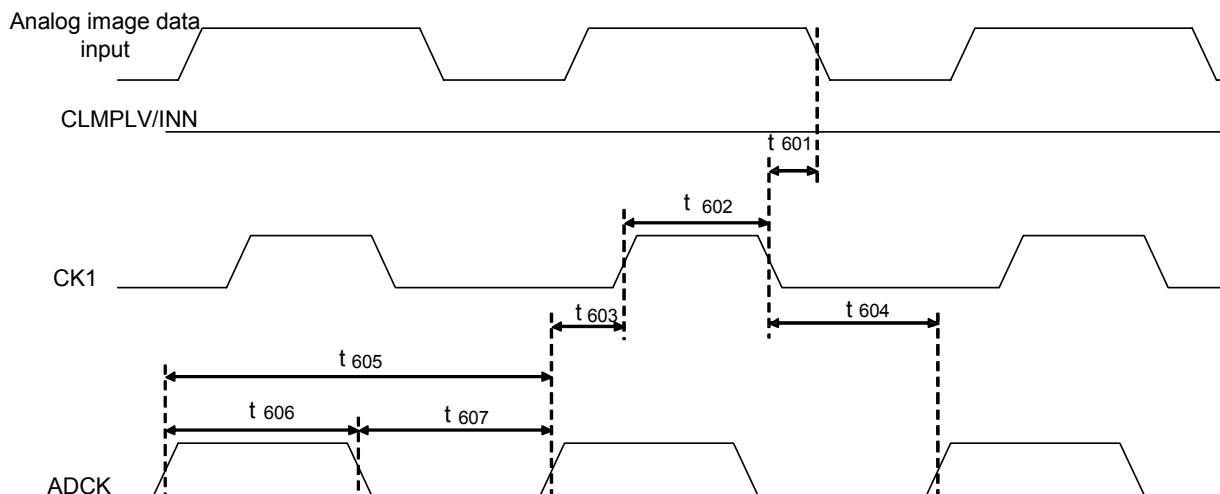 Analog image data
input
CLMPLV/INN
t 601
t 602
CK1
t 603
t 604
t 605
t 606
t 607
ADCK